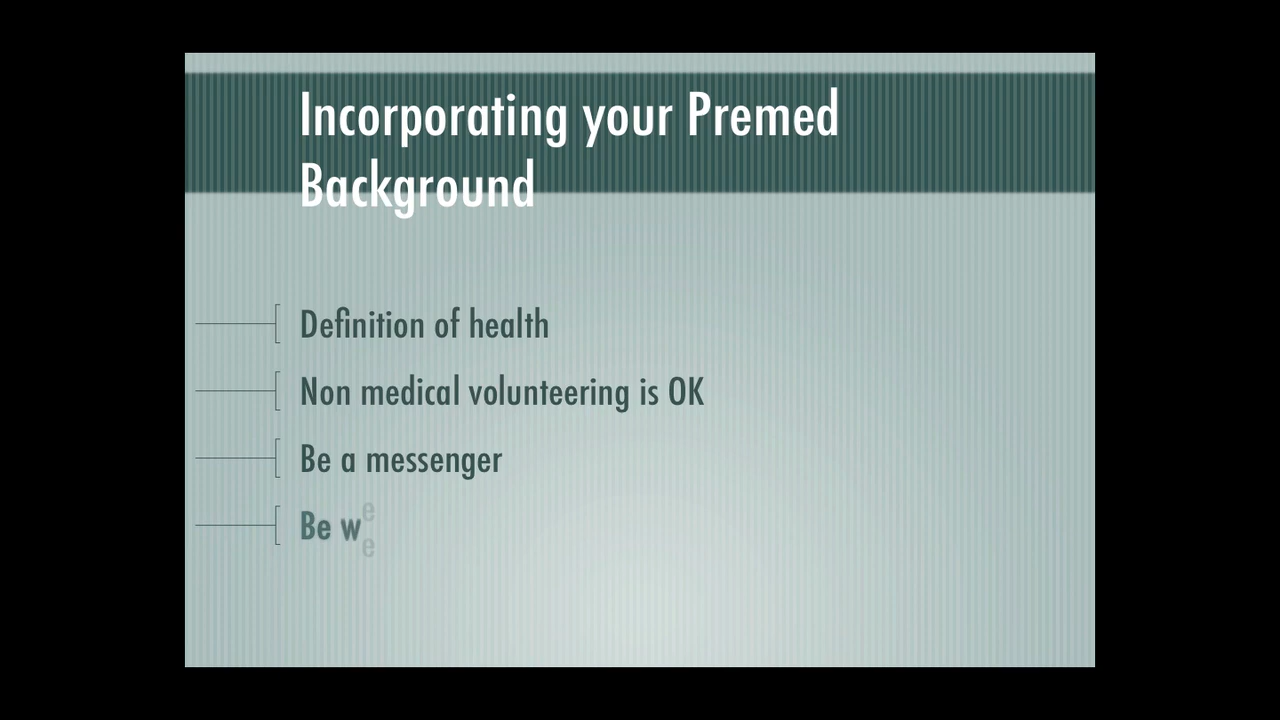 Incorporating your Premed
Background
Definition of health
Non medical volunteering is OK
Be a messenger
Be